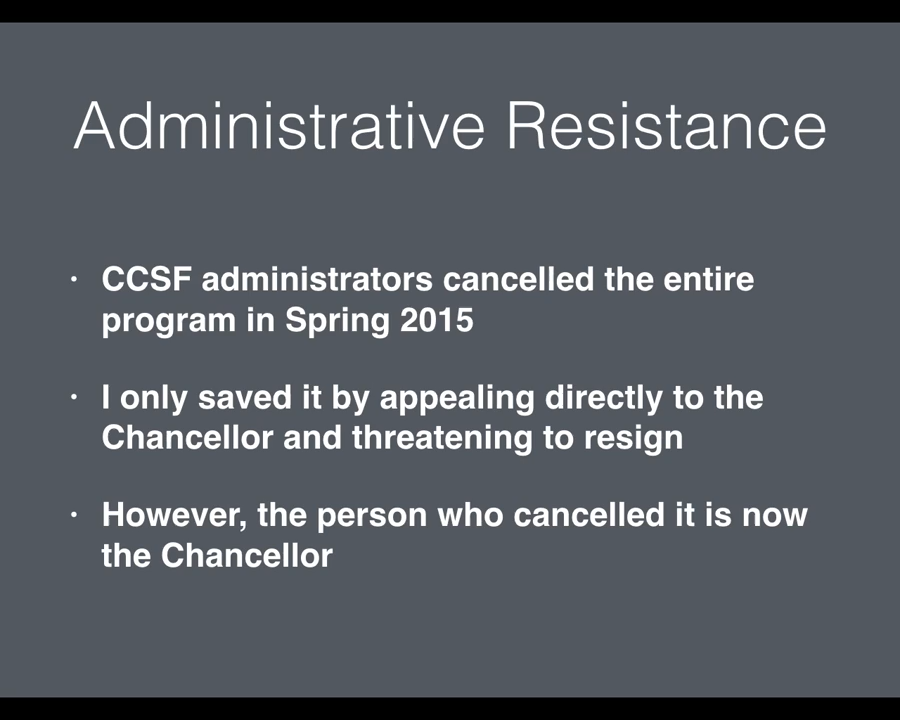 Administrative Resistance
• CCSF administrators cancelled the entire
program in Spring 2015
• I only saved it by appealing directly to the
Chancellor and threatening to resign
• However, the person who cancelled it is now
the Chancellor